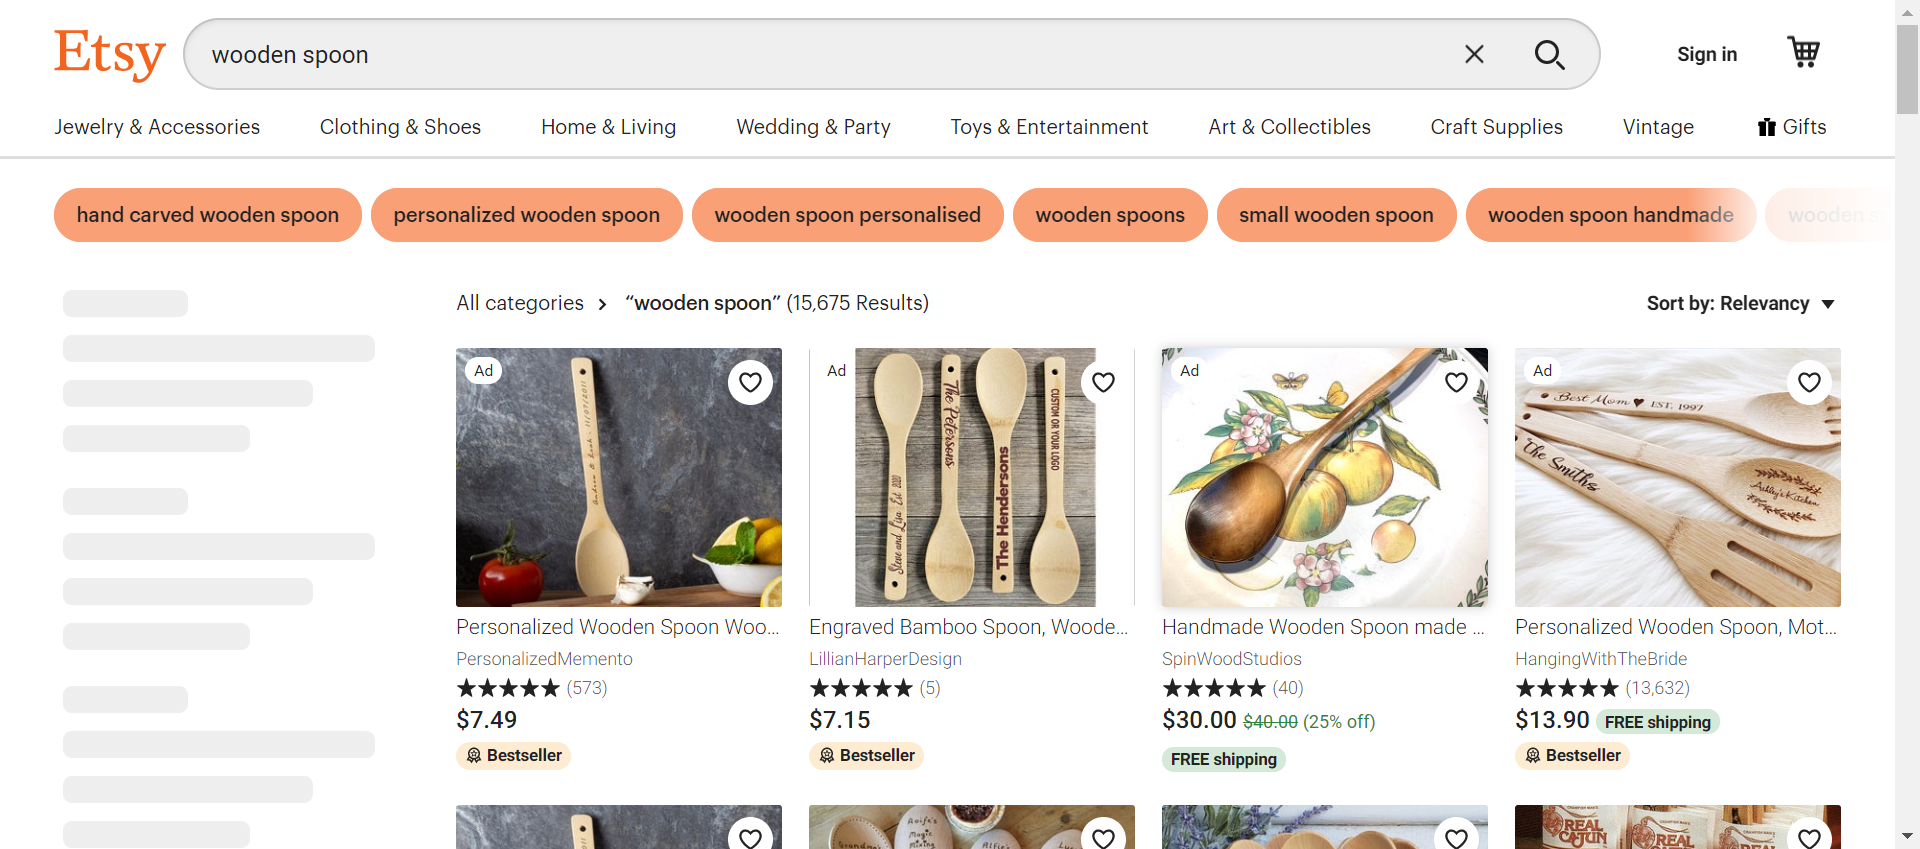 Etsy
wooden spoon
Sign in
Jewelry & Accessories
Clothing & Shoes
Home & Living
Wedding & Party
Toys & Entertainment
Art & Collectibles
Craft Supplies
Vintage
Gifts
hand carved wooden spoon
personalized wooden spoon
wooden spoon personalised
wooden spoons
small wooden spoon
wooden spoon handmade
wooden s
All categories
“wooden spoon” (15,675 Results)
Sort by: Relevancy
Ad
Ad
The Petersons
CUSTOM OR YOUR LOGO
Steve and Lisa Est. 2020
The Hendersons
Ad
Ad
Best Mom EST. 1997
The Smiths
Ashley's Kitchen
Personalized Wooden Spoon Woo...
PersonalizedMemento
(573)
$7.49
Bestseller
Engraved Bamboo Spoon, Woode...
LillianHarperDesign
(5)
$7.15
Bestseller
Handmade Wooden Spoon made ...
SpinWoodStudios
(40)
$30.00 $40.00 (25% off)
FREE shipping
Personalized Wooden Spoon, Mot...
HangingWithTheBride
(13,632)
$13.90 FREE shipping
Bestseller
Aoife's
Magic
Mixing
REAL
CAJUN
REAL